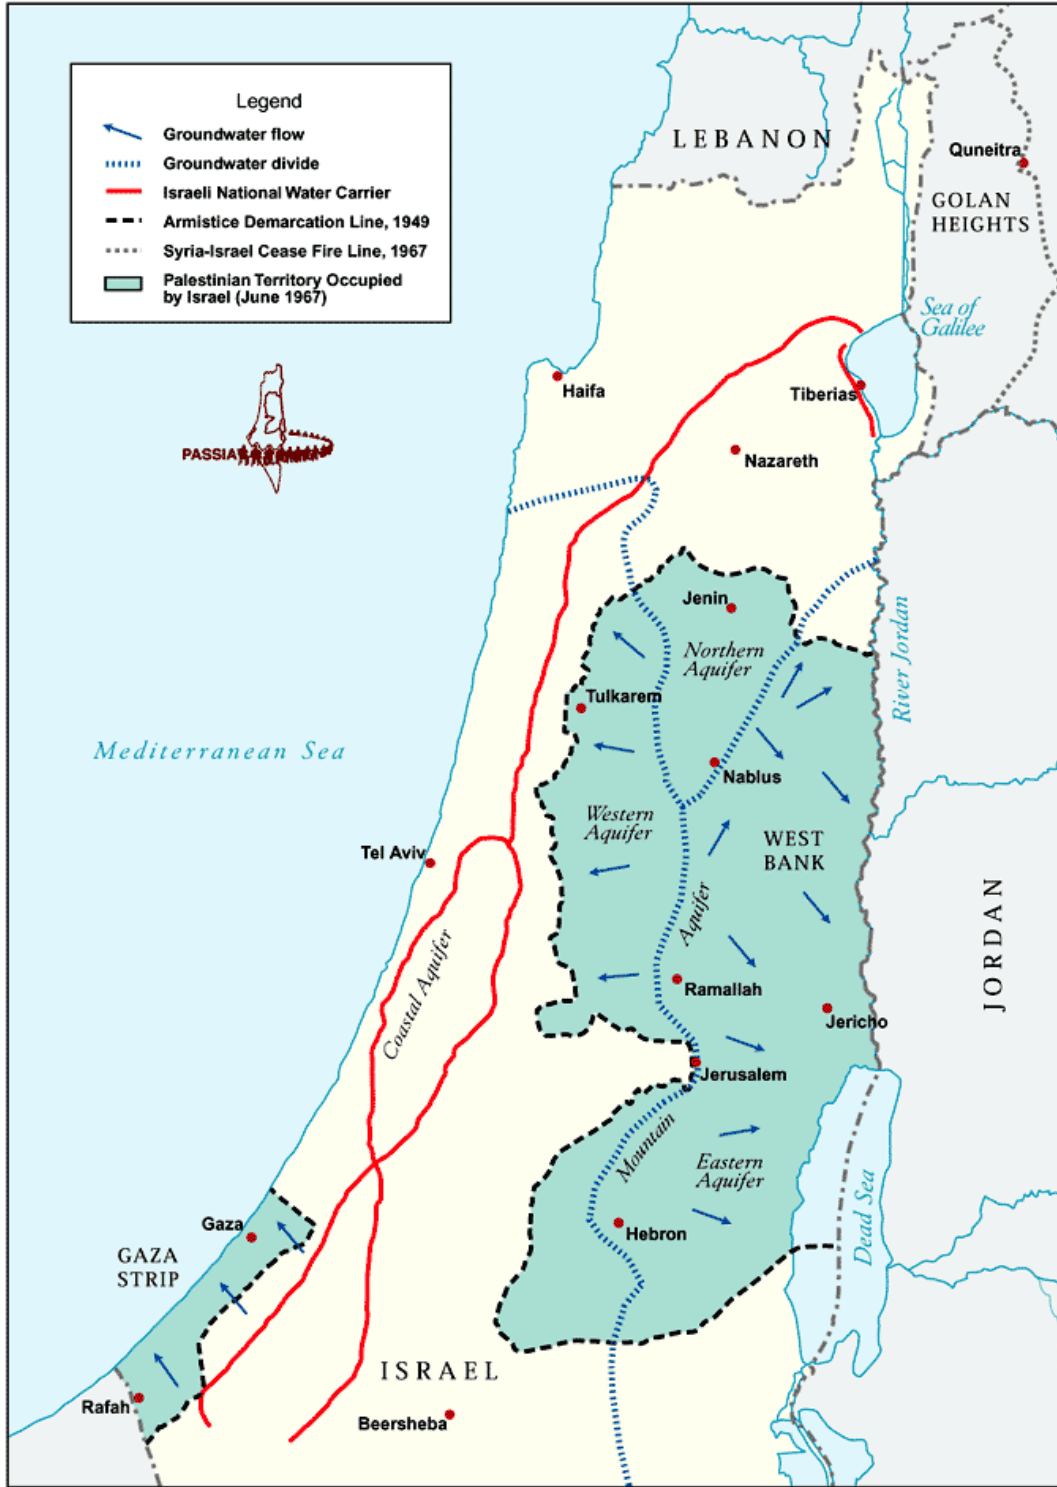 Legend
Groundwater flow
Groundwater divide
Israeli National Water Carrier
Armistice Demarcation Line, 1949
Syria-Israel Cease Fire Line, 1967
Palestinian Territory Occupied
by Israel (June 1967)
LEBANON
Quneitra
GOLAN
HEIGHTS
Sea of
Galilee
Haifa
Tiberias
PASSIA
Nazareth
Jenin
Northern
Aquifer
River Jordan
Tulkarem
Mediterranean Sea
Nablus
Western
Aquifer
WEST
BANK
Tel Aviv
Aquifer
JORDAN
Coastal Aquifer
Ramallah
Jericho
Jerusalem
Mountain
Eastern
Aquifer
Dead Sea
Gaza
Hebron
GAZA
STRIP
ISRAEL
Rafah
Beersheba